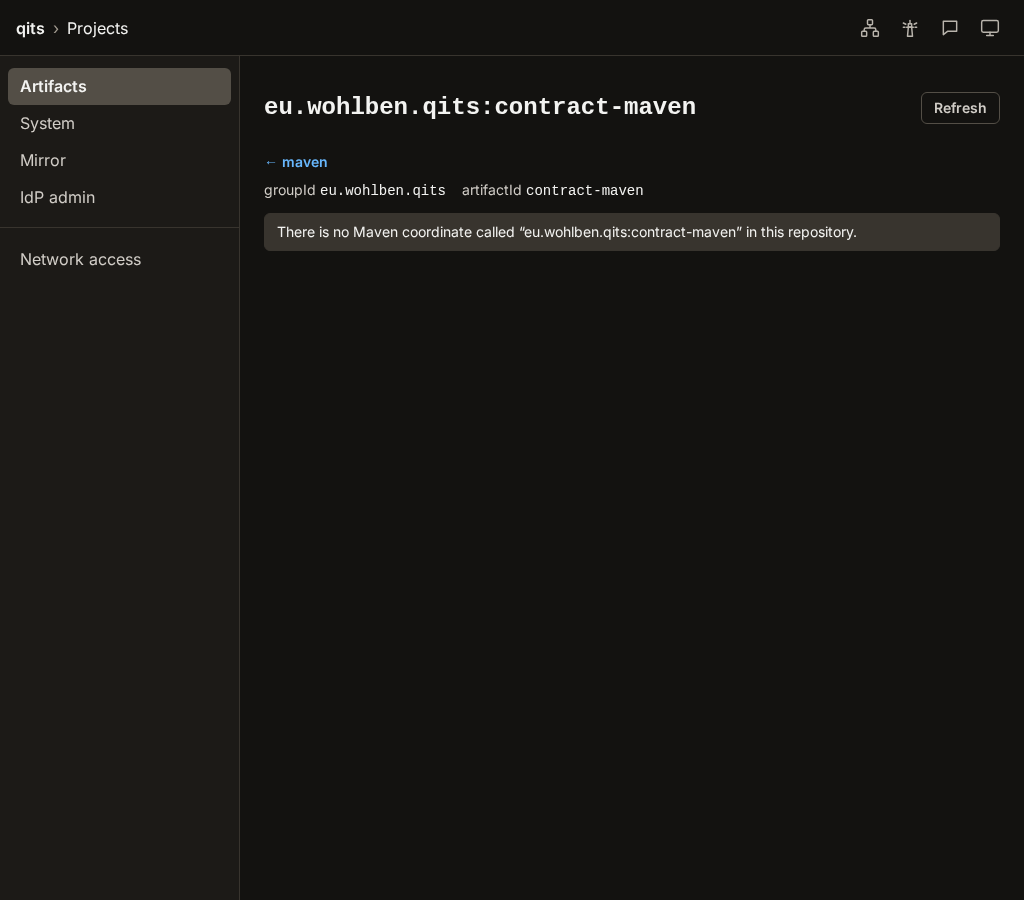 qits › Projects
Artifacts
System
Mirror
IdP admin
Network access
eu.wohlben.qits:contract-maven
Refresh
← maven
groupId eu.wohlben.qits artifactId contract-maven
There is no Maven coordinate called “eu.wohlben.qits:contract-maven” in this repository.